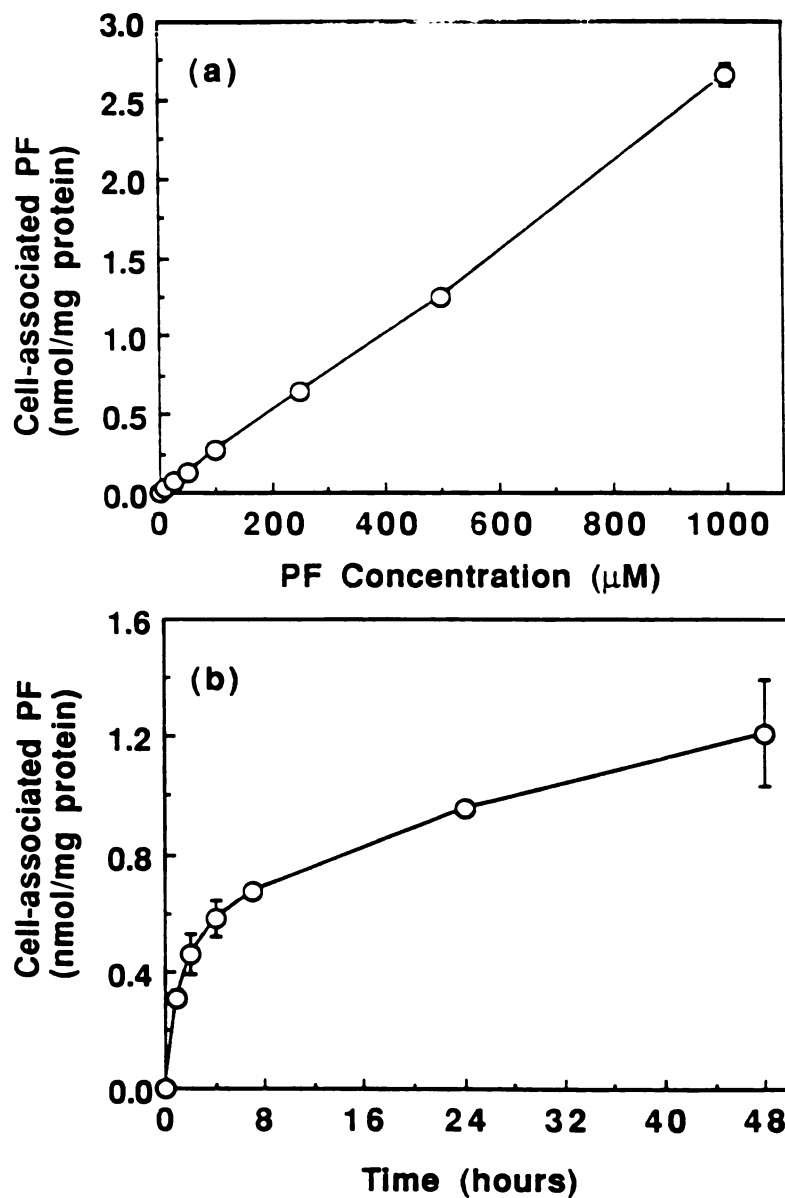 (a)
Cell-associated PF
(nmol/mg protein)
3.0
2.5
2.0
1.5
1.0
0.5
0.0
0 200 400 600 800 1000
PF Concentration (μM)
(b)
Cell-associated PF
(nmol/mg protein)
1.6
1.2
0.8
0.4
0.0
0 8 16 24 32 40 48
Time (hours)